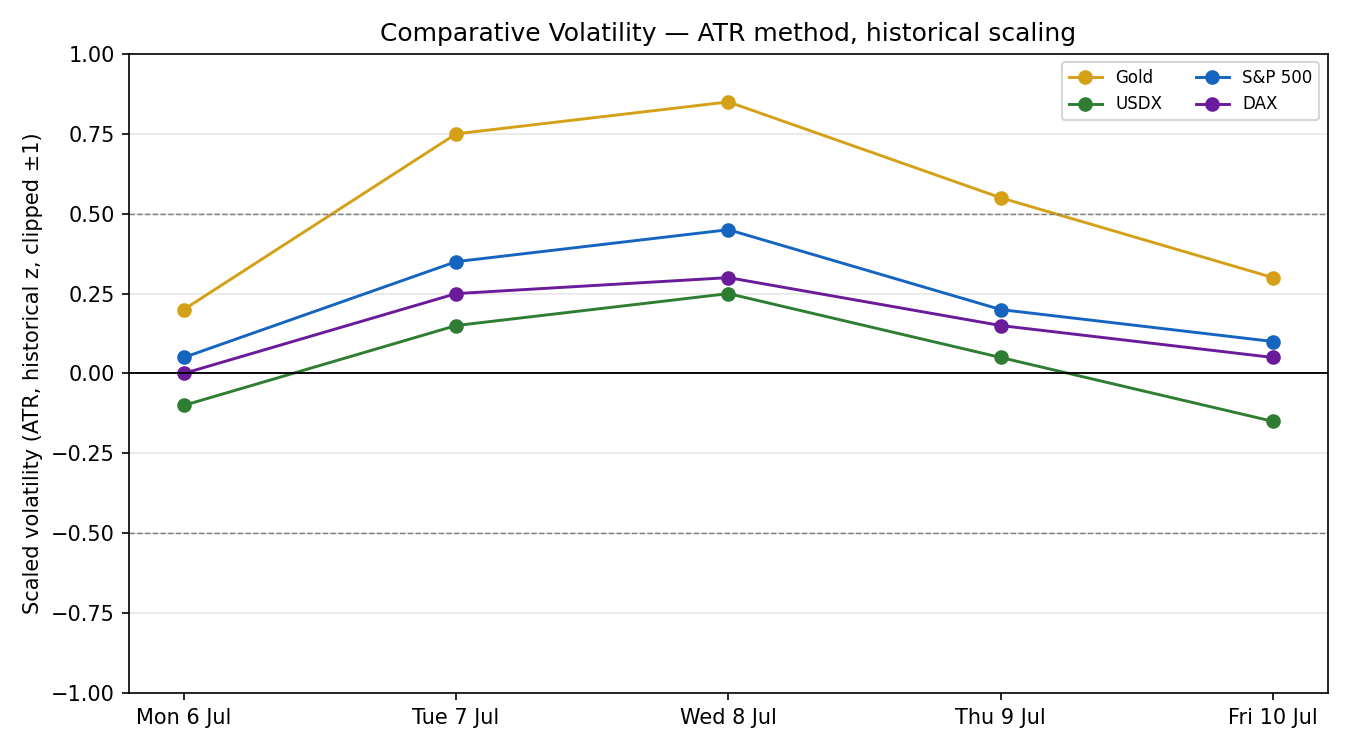 Comparative Volatility — ATR method, historical scaling
Scaled volatility (ATR, historical z, clipped ±1)
1.00
0.75
0.50
0.25
0.00
−0.25
−0.50
−0.75
−1.00
Gold
USDX
S&P 500
DAX
Mon 6 Jul
Tue 7 Jul
Wed 8 Jul
Thu 9 Jul
Fri 10 Jul